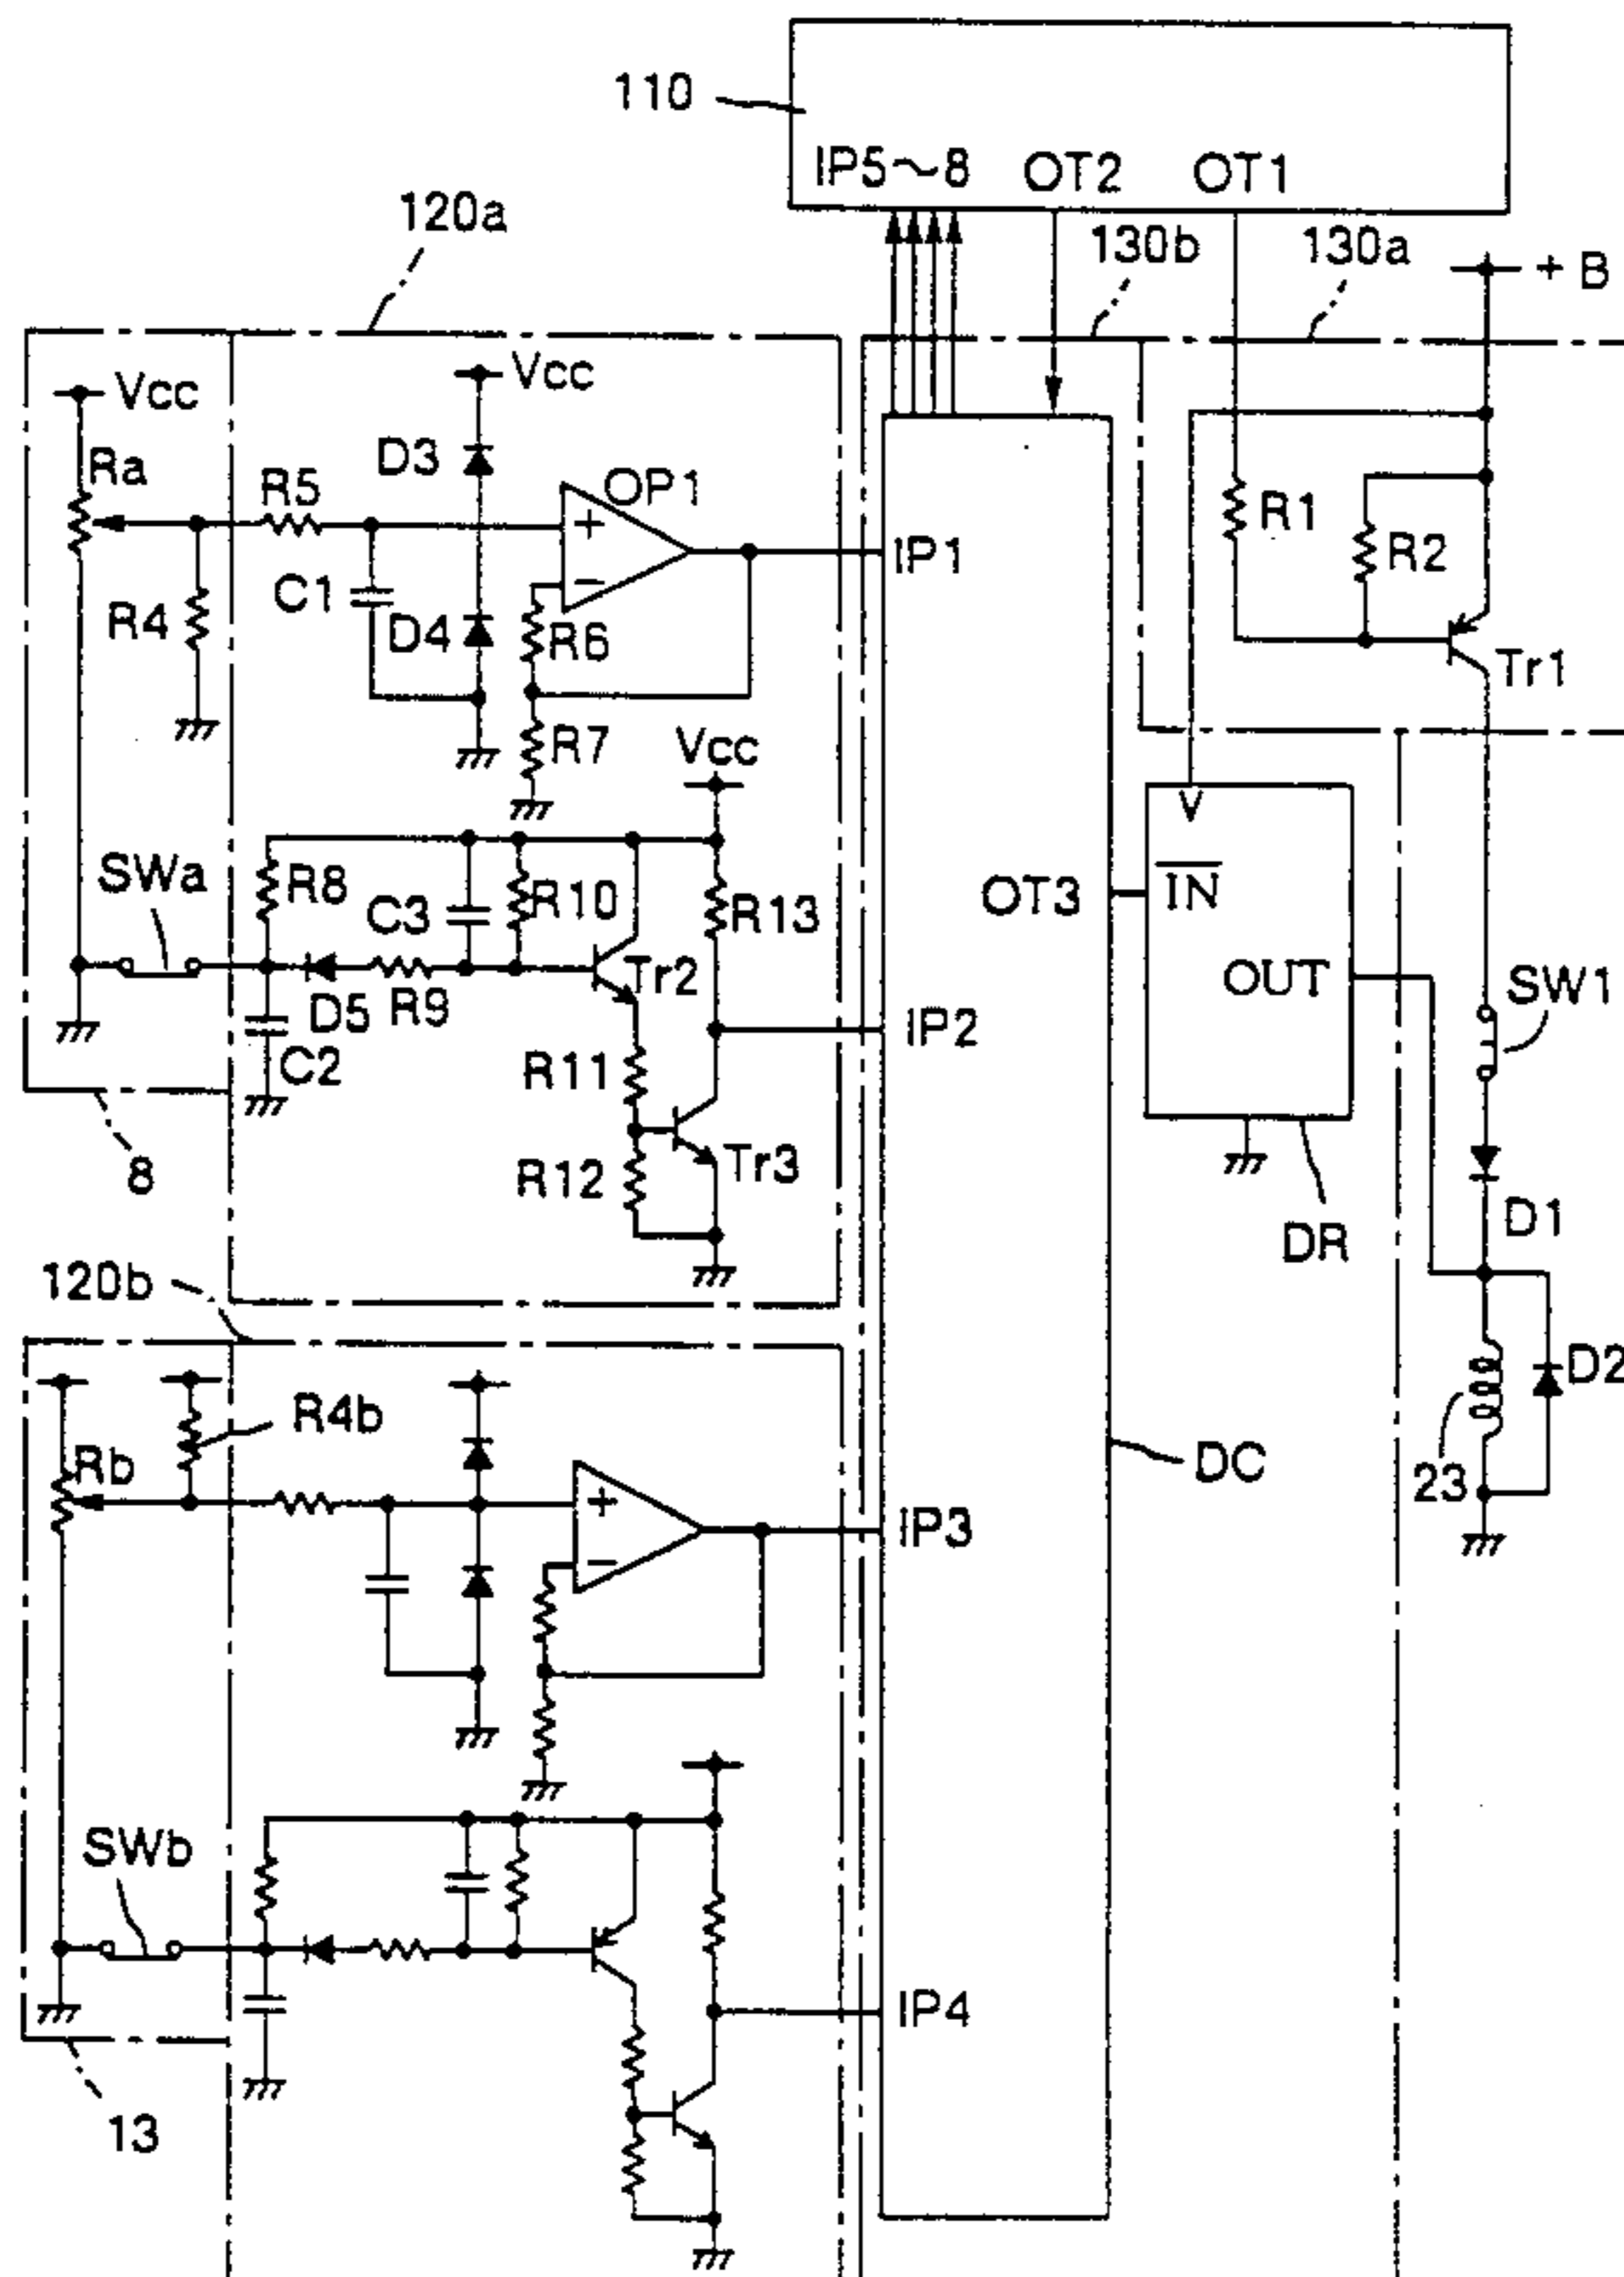 110
IP5～8 OT2 OT1
120a
130b
130a
+ B
Vcc
Vcc
Ra
D3
R5
OP1
+
−
IP1
R1
R2
C1
R4
D4
R6
Tr1
R7
Vcc
V
SWa
R8
C3
R10
R13
OT3
IN
Tr2
OUT
SW1
D5
R9
IP2
C2
R11
8
R12
Tr3
D1
DR
120b
D2
R4b
Rb
DC
23
+
−
IP3
SWb
IP4
13